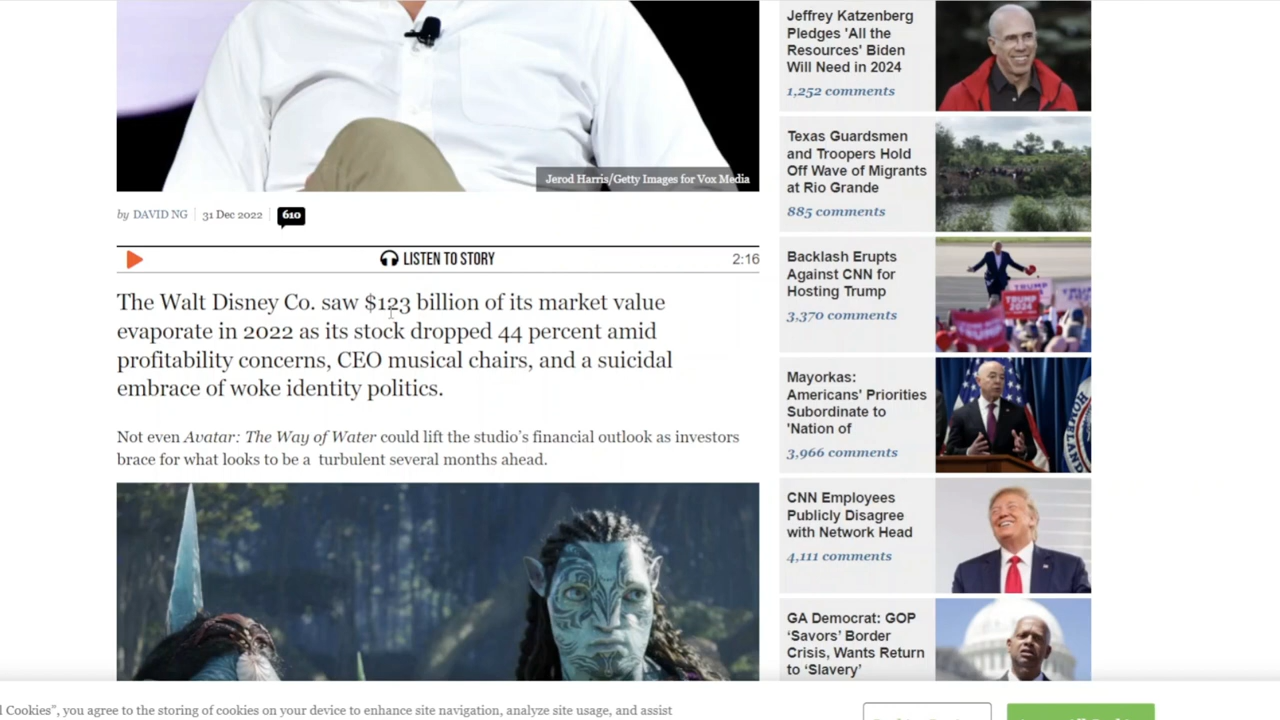 Jerod Harris/Getty Images for Vox Media
by DAVID NG
31 Dec 2022
610
LISTEN TO STORY
2:16
The Walt Disney Co. saw $123 billion of its market value
evaporate in 2022 as its stock dropped 44 percent amid
profitability concerns, CEO musical chairs, and a suicidal
embrace of woke identity politics.
Not even Avatar: The Way of Water could lift the studio’s financial outlook as investors
brace for what looks to be a turbulent several months ahead.
Jeffrey Katzenberg
Pledges 'All the
Resources' Biden
Will Need in 2024
1,252 comments
Texas Guardsmen
and Troopers Hold
Off Wave of Migrants
at Rio Grande
885 comments
Backlash Erupts
Against CNN for
Hosting Trump
3,370 comments
Mayorkas:
Americans' Priorities
Subordinate to
'Nation of
3,966 comments
CNN Employees
Publicly Disagree
with Network Head
4,111 comments
GA Democrat: GOP
‘Savors’ Border
Crisis, Wants Return
to ‘Slavery’
Cookies”, you agree to the storing of cookies on your device to enhance site navigation, analyze site usage, and assist